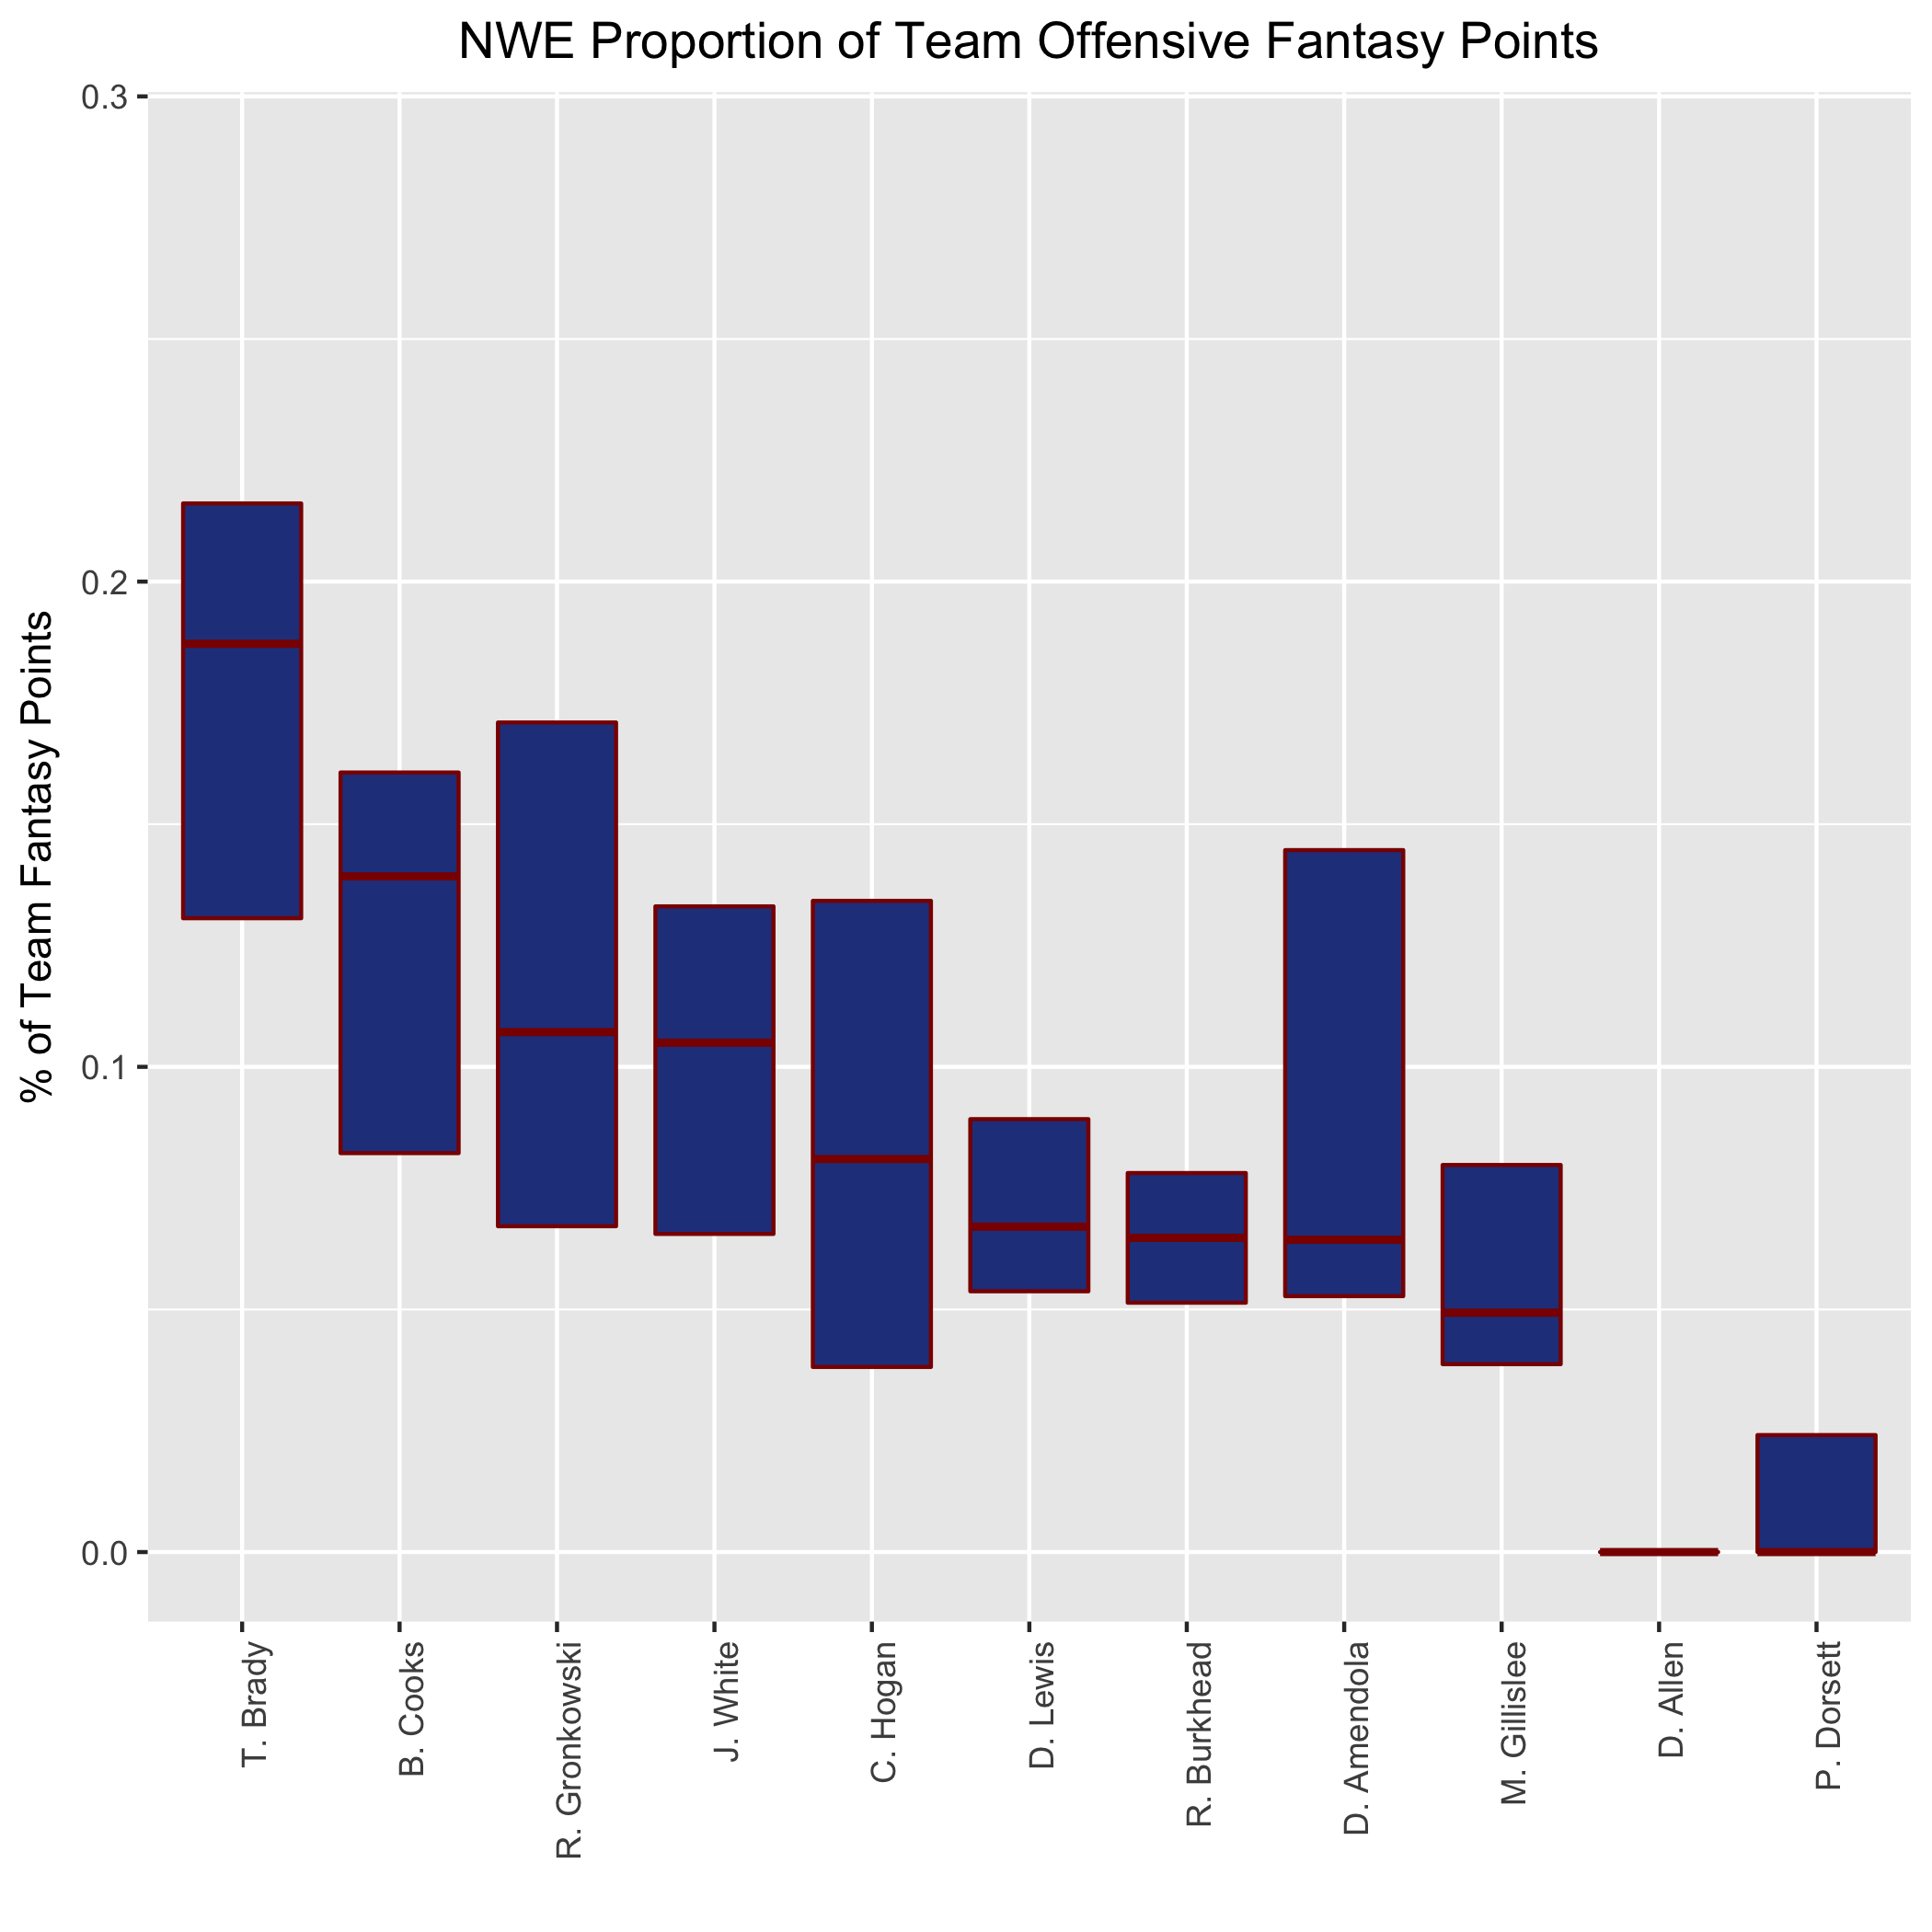 NWE Proportion of Team Offensive Fantasy Points
% of Team Fantasy Points
0.3
0.2
0.1
0.0
T. Brady
B. Cooks
R. Gronkowski
J. White
C. Hogan
D. Lewis
R. Burkhead
D. Amendola
M. Gillislee
D. Allen
P. Dorsett